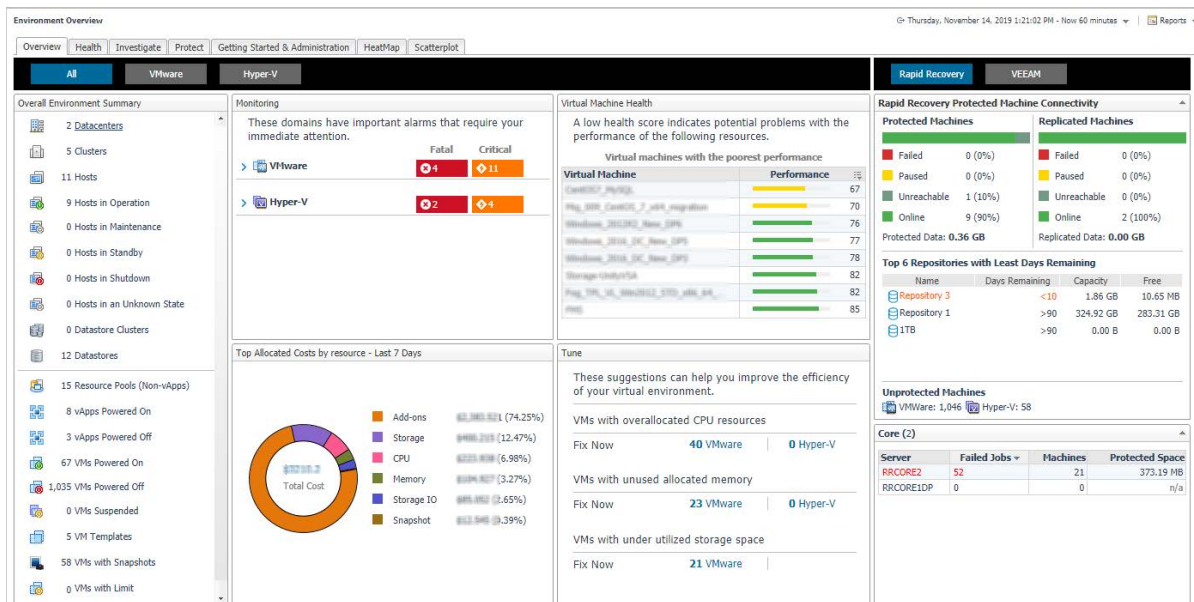 Environment Overview
Thursday, November 14, 2019 1:21:02 PM - Now 60 minutes
Reports
Overview Health Investigate Protect Getting Started & Administration HeatMap Scatterplot
All VMware Hyper-V
Rapid Recovery VEEAM
Overall Environment Summary
2 Datacenters
5 Clusters
11 Hosts
9 Hosts in Operation
0 Hosts in Maintenance
0 Hosts in Standby
0 Hosts in Shutdown
0 Hosts in an Unknown State
0 Datastore Clusters
12 Datastores
15 Resource Pools (Non-vApps)
8 vApps Powered On
3 vApps Powered Off
67 VMs Powered On
1,035 VMs Powered Off
0 VMs Suspended
5 VM Templates
58 VMs with Snapshots
0 VMs with Limit
Monitoring
These domains have important alarms that require your
immediate attention.
Fatal Critical
VMware 4 11
Hyper-V 2 4
Virtual Machine Health
A low health score indicates potential problems with the
performance of the following resources.
Virtual machines with the poorest performance
Virtual Machine Performance
67
70
76
77
78
82
82
85
Top Allocated Costs by resource - Last 7 Days
Total Cost
Add-ons (74.25%)
Storage (12.47%)
CPU (6.98%)
Memory (3.27%)
Storage IO (2.65%)
Snapshot
Tune
These suggestions can help you improve the efficiency
of your virtual environment.
VMs with overallocated CPU resources
Fix Now 40 VMware 0 Hyper-V
VMs with unused allocated memory
Fix Now 23 VMware 0 Hyper-V
VMs with under utilized storage space
Fix Now 21 VMware
Rapid Recovery Protected Machine Connectivity
Protected Machines
Failed 0 (0%)
Paused 0 (0%)
Unreachable 1 (10%)
Online 9 (90%)
Protected Data: 0.36 GB
Replicated Machines
Failed 0 (0%)
Paused 0 (0%)
Unreachable 0 (0%)
Online 2 (100%)
Replicated Data: 0.00 GB
Top 6 Repositories with Least Days Remaining
Name Days Remaining Capacity Free
Repository 3 <10 1.86 GB 10.65 MB
Repository 1 >90 324.92 GB 283.31 GB
1TB >90 0.00 B 0.00 B
Unprotected Machines
VMWare: 1,046 Hyper-V: 58
Core (2)
Server Failed Jobs Machines Protected Space
RRCORE2 52 21 373.19 MB
RRCORE1DP 0 0 n/a